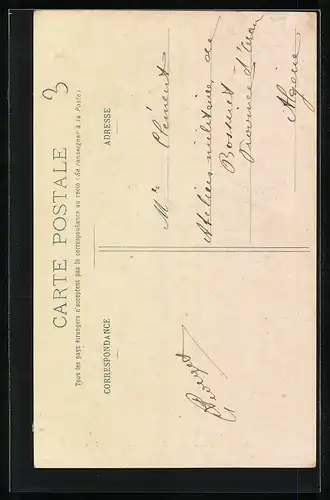 CARTE POSTALE
3
Tous les pays étrangers n'acceptent pas la correspondance au recto (Se renseigner à la Poste).
CORRESPONDANCE
ADRESSE
Mr Clément
Ateliers militaires de
Bossuet
Province d'Oran
Algérie